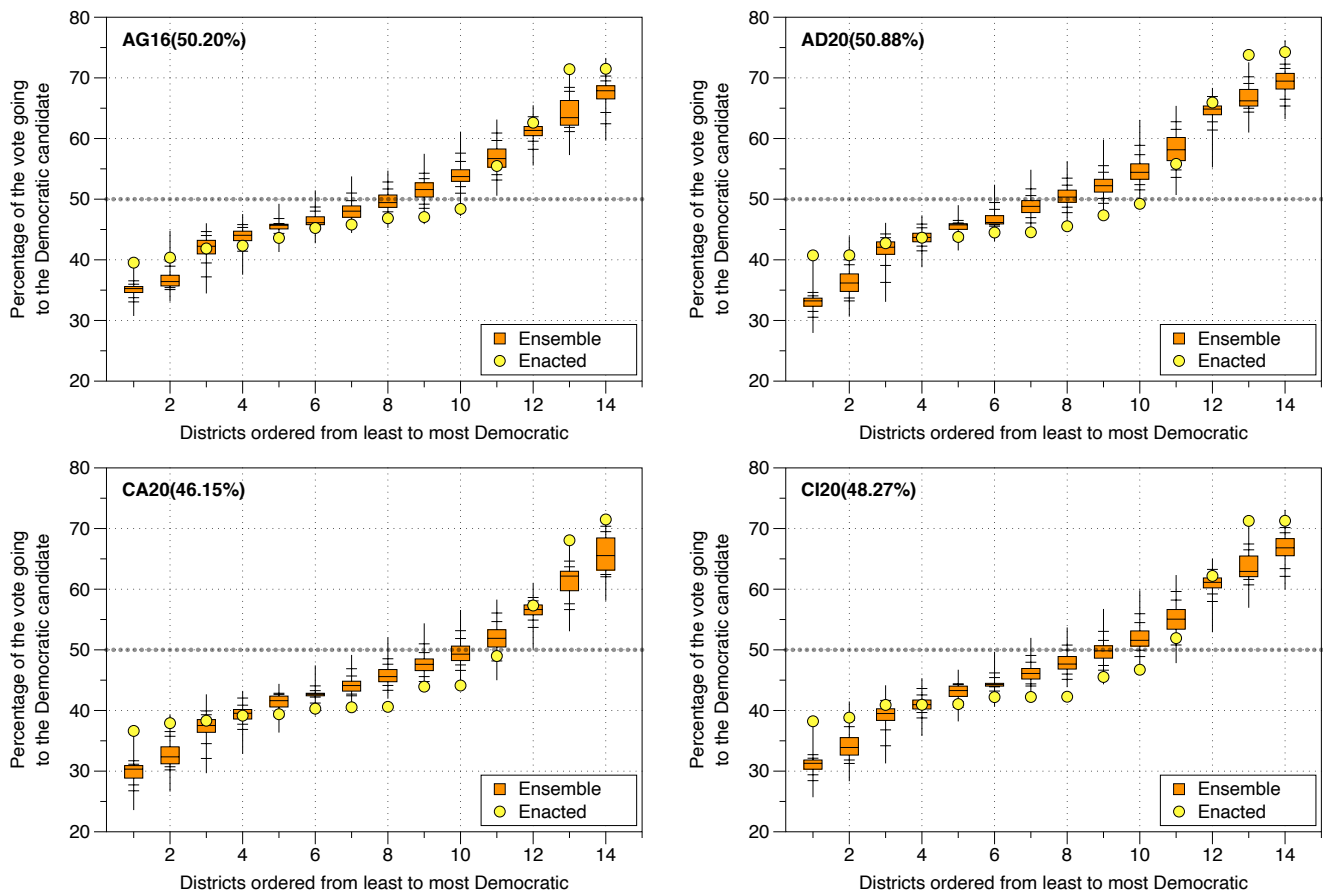 AG16(50.20%)
Percentage of the vote going
to the Democratic candidate
80
70
60
50
40
30
20
2 4 6 8 10 12 14
Districts ordered from least to most Democratic
Ensemble
Enacted
AD20(50.88%)
Percentage of the vote going
to the Democratic candidate
80
70
60
50
40
30
20
2 4 6 8 10 12 14
Districts ordered from least to most Democratic
Ensemble
Enacted
CA20(46.15%)
Percentage of the vote going
to the Democratic candidate
80
70
60
50
40
30
20
2 4 6 8 10 12 14
Districts ordered from least to most Democratic
Ensemble
Enacted
CI20(48.27%)
Percentage of the vote going
to the Democratic candidate
80
70
60
50
40
30
20
2 4 6 8 10 12 14
Districts ordered from least to most Democratic
Ensemble
Enacted